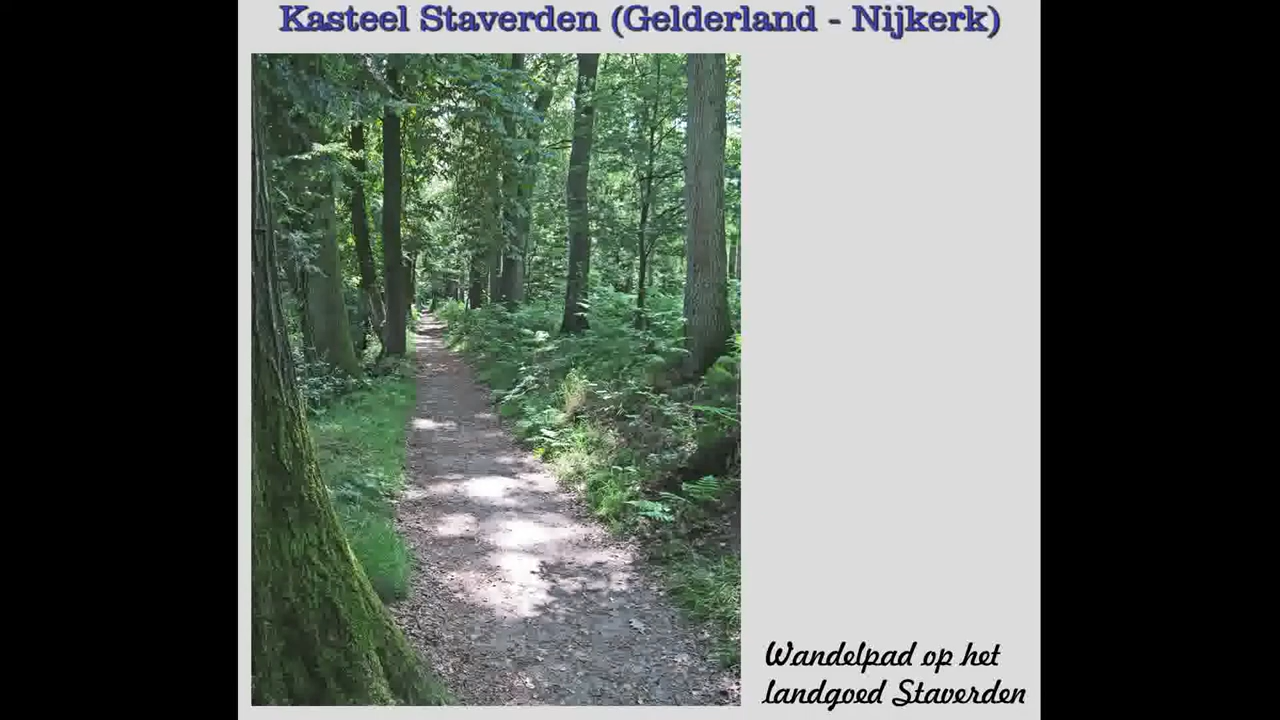 Kasteel Staverden (Gelderland - Nijkerk)
Wandelpad op het
landgoed Staverden